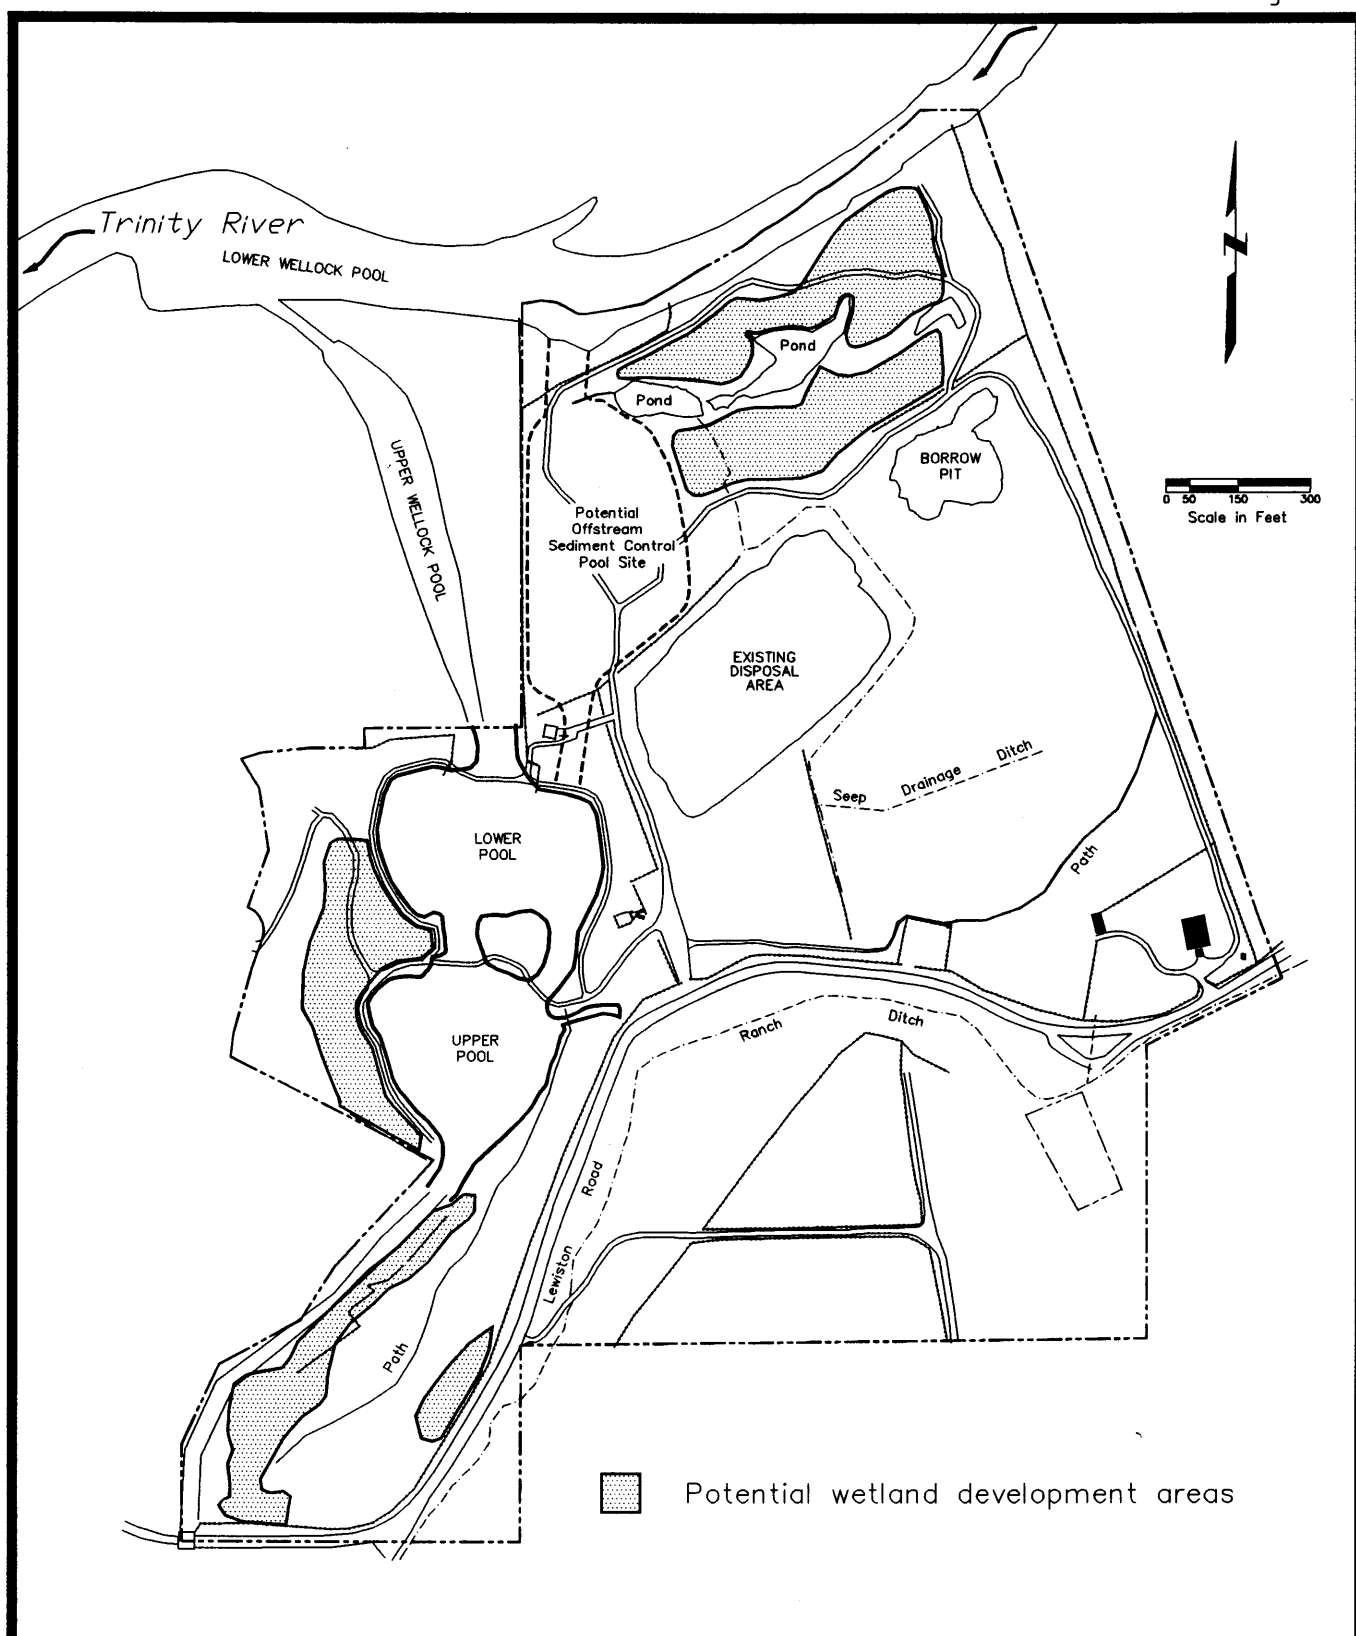 Trinity River
LOWER WELLOCK POOL
UPPER WELLOCK POOL
N
Pond
Pond
BORROW
PIT
0 50 150 300
Scale in Feet
Potential
Offstream
Sediment Control
Pool Site
EXISTING
DISPOSAL
AREA
Seep Drainage Ditch
LOWER
POOL
Path
UPPER
POOL
Ranch Ditch
Lewiston Road
Path
Potential wetland development areas